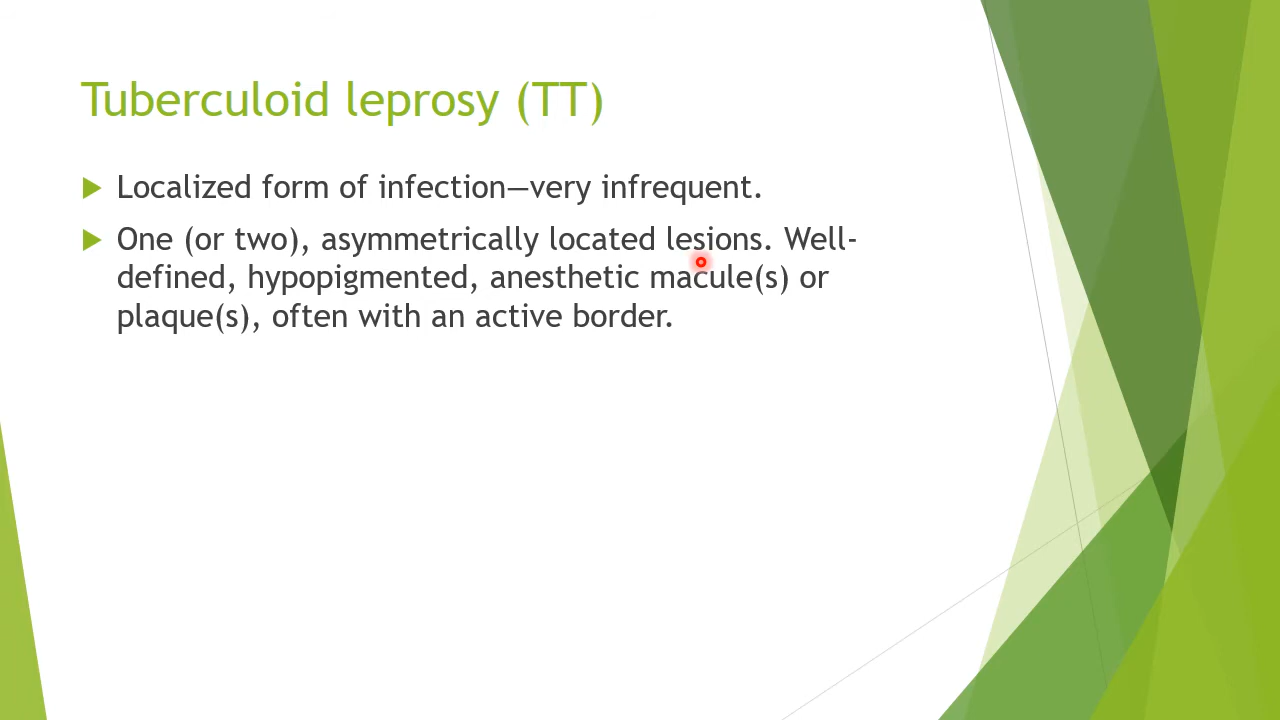 Tuberculoid leprosy (TT)
Localized form of infection—very infrequent.
One (or two), asymmetrically located lesions. Well-
defined, hypopigmented, anesthetic macule(s) or
plaque(s), often with an active border.